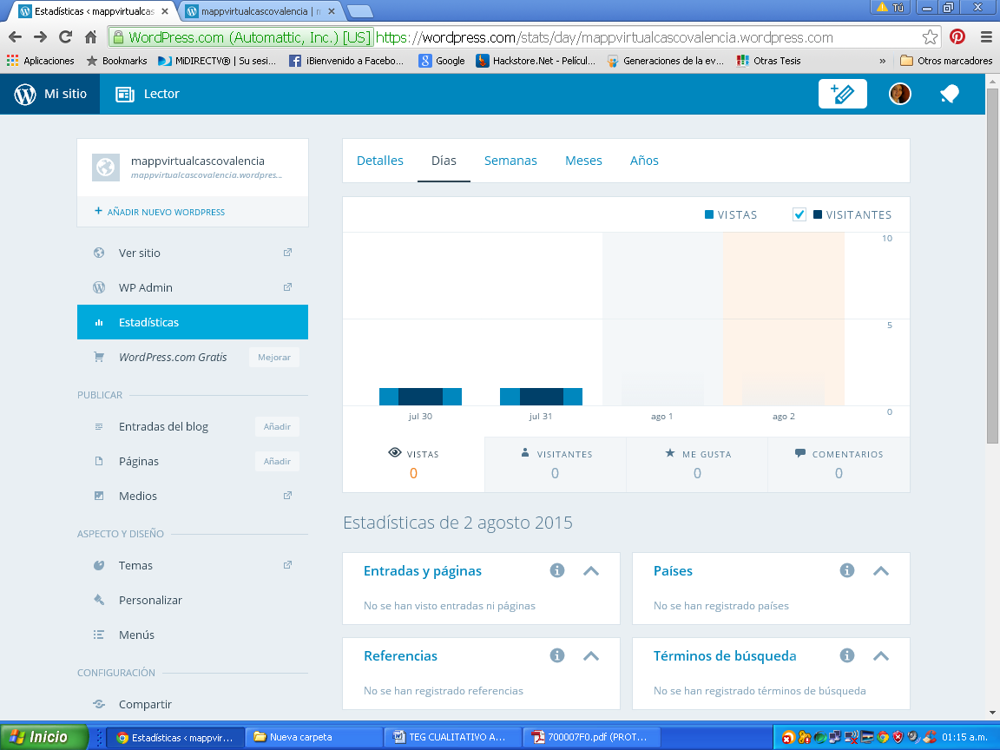 Estadísticas ‹ mappvirtualcas
mappvirtualcascovalencia | n
Tú
WordPress.com (Automattic, Inc.) [US] https://wordpress.com/stats/day/mappvirtualcascovalencia.wordpress.com
Aplicaciones Bookmarks MiDIRECTV® | Su sesi... iBienvenido a Facebo... Google Hackstore.Net - Películ... Generaciones de la ev... Otras Tesis » Otros marcadores
Mi sitio Lector
mappvirtualcascovalencia
mappvirtualcascovalencia.wordpres...
+ AÑADIR NUEVO WORDPRESS
Ver sitio
WP Admin
Estadísticas
WordPress.com Gratis Mejorar
PUBLICAR
Entradas del blog Añadir
Páginas Añadir
Medios
ASPECTO Y DISEÑO
Temas
Personalizar
Menús
CONFIGURACIÓN
Compartir
Detalles Días Semanas Meses Años
VISTAS VISITANTES
10
5
0
jul 30 jul 31 ago 1 ago 2
VISTAS VISITANTES ME GUSTA COMENTARIOS
0 0 0 0
Estadísticas de 2 agosto 2015
Entradas y páginas
No se han visto entradas ni páginas
Países
No se han registrado países
Referencias
No se han registrado referencias
Términos de búsqueda
No se han registrado términos de búsqueda
Inicio Estadísticas ‹ mappvir... Nueva carpeta TEG CUALITATIVO A... 700007F0.pdf (PROT... 01:15 a.m.